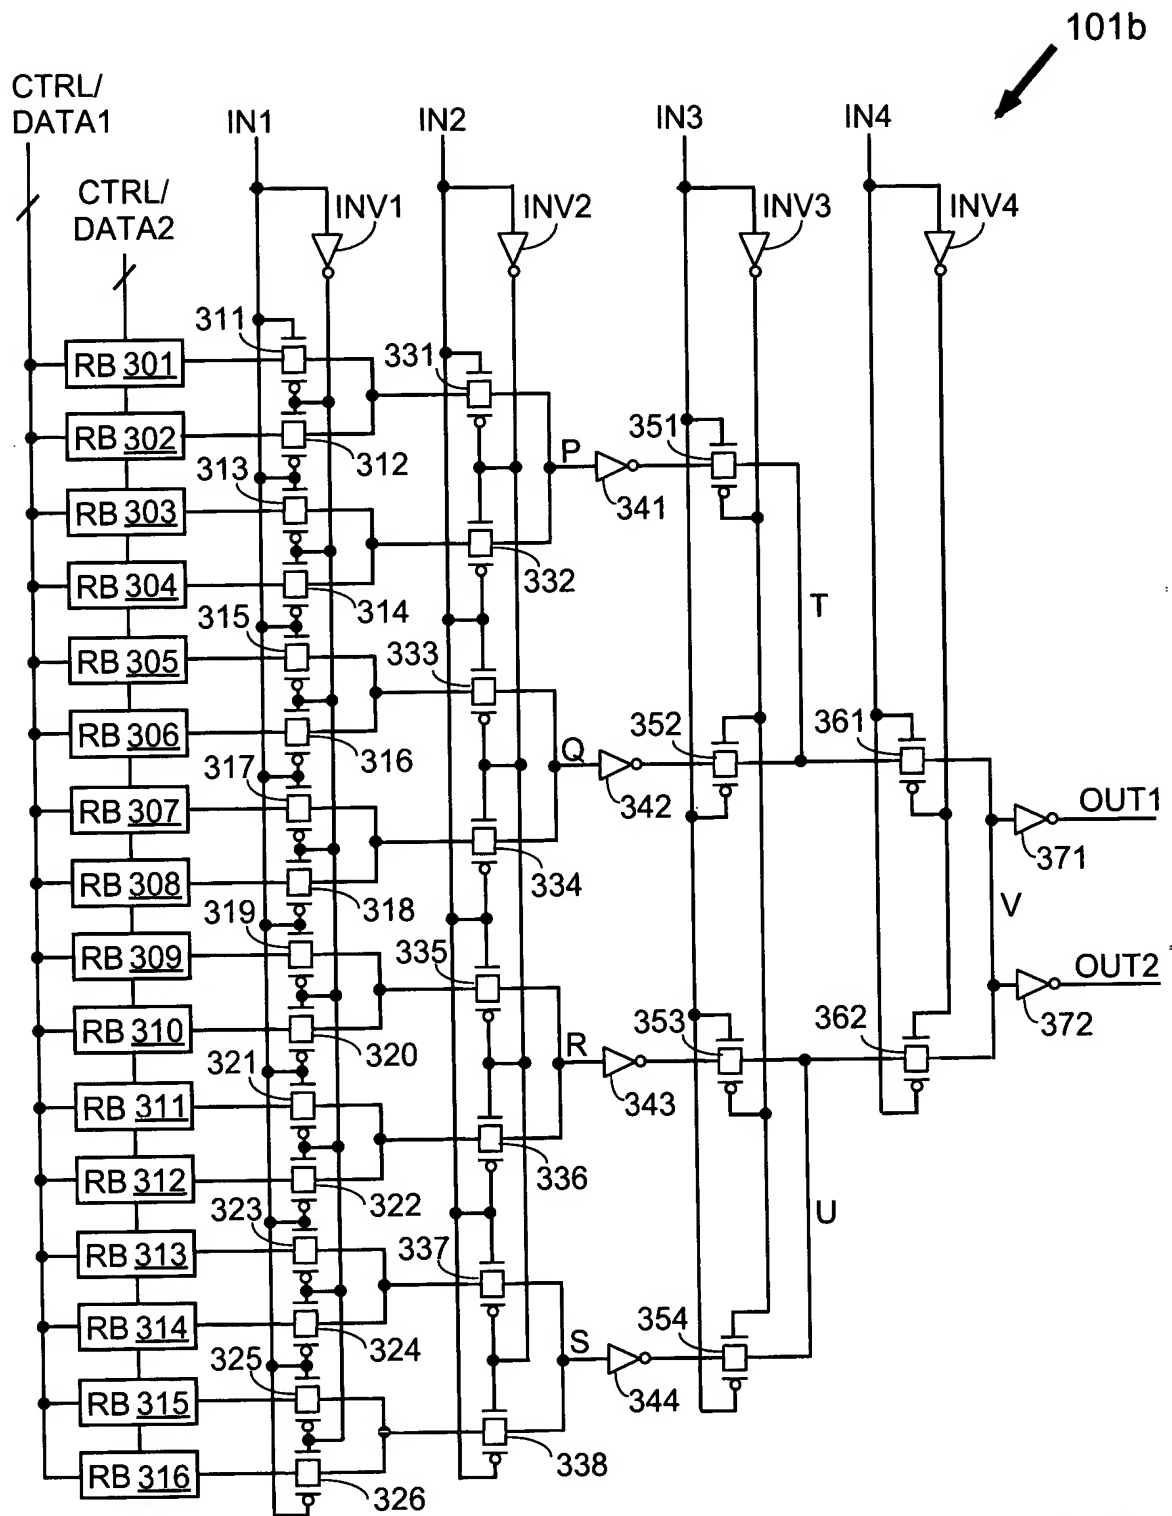 101b
CTRL/
DATA1
IN1
IN2
IN3
IN4
CTRL/
DATA2
INV1
INV2
INV3
INV4
311
331
RB 301
351
RB 302
312
P
313
341
RB 303
332
RB 304
314
T
315
333
RB 305
352
361
RB 306
316
Q
317
342
OUT1
RB 307
371
334
RB 308
318
V
319
335
RB 309
OUT2
353
362
372
RB 310
320
R
321
343
RB 311
336
RB 312
322
U
323
337
RB 313
354
RB 314
324
S
325
344
RB 315
338
RB 316
326